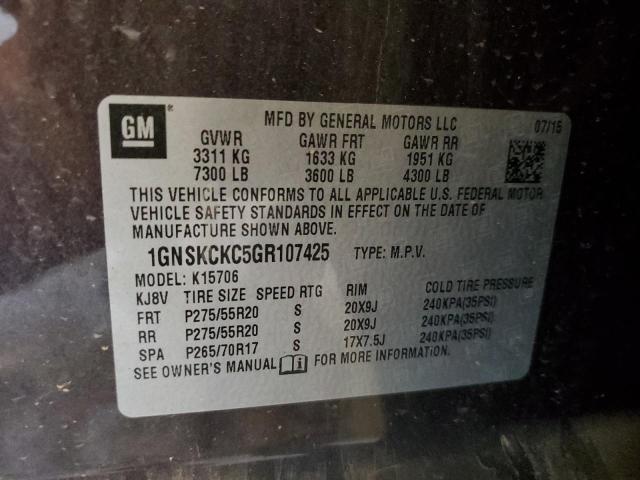 GM®
MFD BY GENERAL MOTORS LLC 07/15
GVWR GAWR FRT GAWR RR
3311 KG 1633 KG 1951 KG
7300 LB 3600 LB 4300 LB
THIS VEHICLE CONFORMS TO ALL APPLICABLE U.S. FEDERAL MOTOR
VEHICLE SAFETY STANDARDS IN EFFECT ON THE DATE OF
MANUFACTURE SHOWN ABOVE.
1GNSKCKC5GR107425 TYPE: M.P.V.
MODEL: K15706
KJ8V TIRE SIZE SPEED RTG RIM COLD TIRE PRESSURE
FRT P275/55R20 S 20X9J 240KPA(35PSI)
RR P275/55R20 S 20X9J 240KPA(35PSI)
SPA P265/70R17 S 17X7.5J 240KPA(35PSI)
SEE OWNER'S MANUAL FOR MORE INFORMATION.